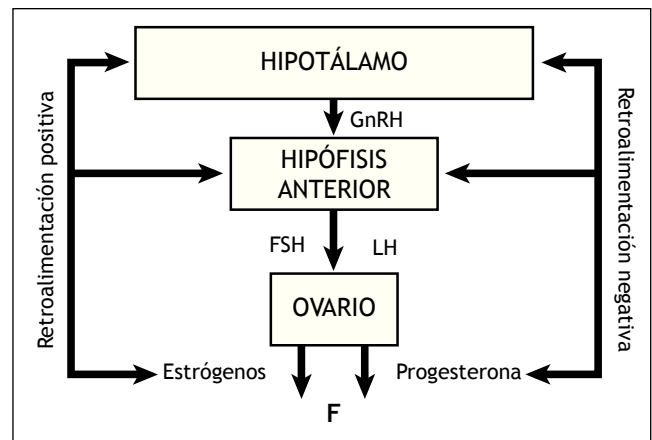 HIPOTÁLAMO
GnRH
HIPÓFISIS
ANTERIOR
FSH LH
OVARIO
Estrógenos Progesterona
F
Retroalimentación positiva
Retroalimentación negativa